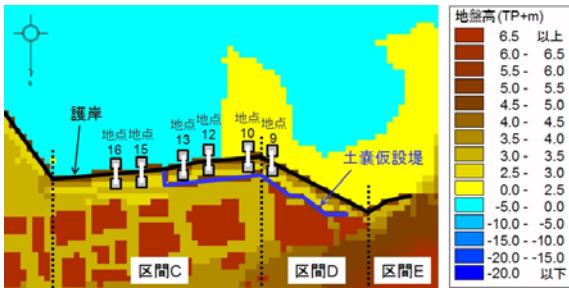 護岸
地点
16
地点
15
地点
13
地点
12
地点
10
地点
9
土嚢仮設堤
区間C
区間D
区間E
地盤高(TP+m)
6.5 以上
6.0 - 6.5
5.5 - 6.0
5.0 - 5.5
4.5 - 5.0
4.0 - 4.5
3.5 - 4.0
3.0 - 3.5
2.5 - 3.0
0.0 - 2.5
-5.0 - 0.0
-10.0 - -5.0
-15.0 - -10.0
-20.0 - -15.0
-20.0 以下